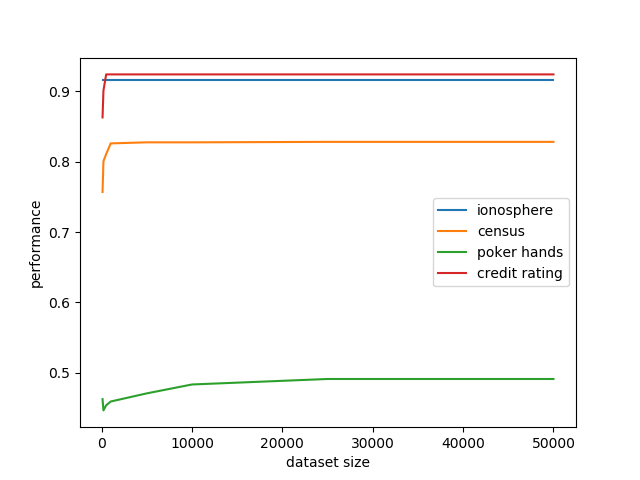 0.9
0.8
0.7
0.6
0.5
performance
ionosphere
census
poker hands
credit rating
0 10000 20000 30000 40000 50000
dataset size